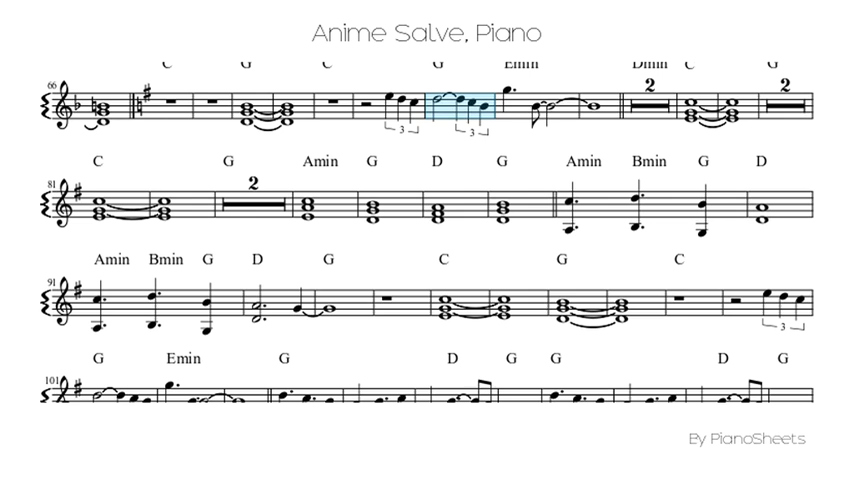 Anime Salve, Piano
C G C G Emin Dmin C G
66 3 3 2 2
C G Amin G D G Amin Bmin G D
81 2
Amin Bmin G D G C G C
91 3
G Emin G D G G D G
101
By PianoSheets